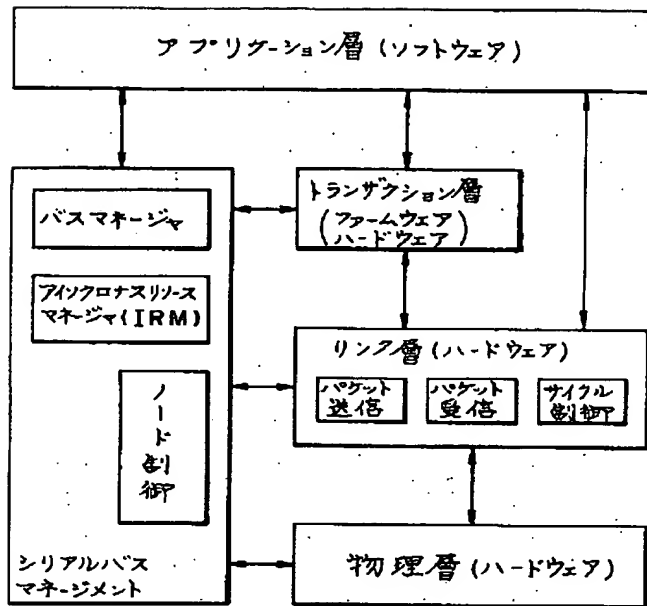 アプリケーション層(ソフトウェア)
バスマネージャ
アイソクロナスリソース
マネージャ(IRM)
ノード制御
シリアルバス
マネージメント
トランザクション層
(ファームウェア
ハードウェア)
リンク層(ハードウェア)
パケット
送信
パケット
受信
サイクル
制御
物理層(ハードウェア)